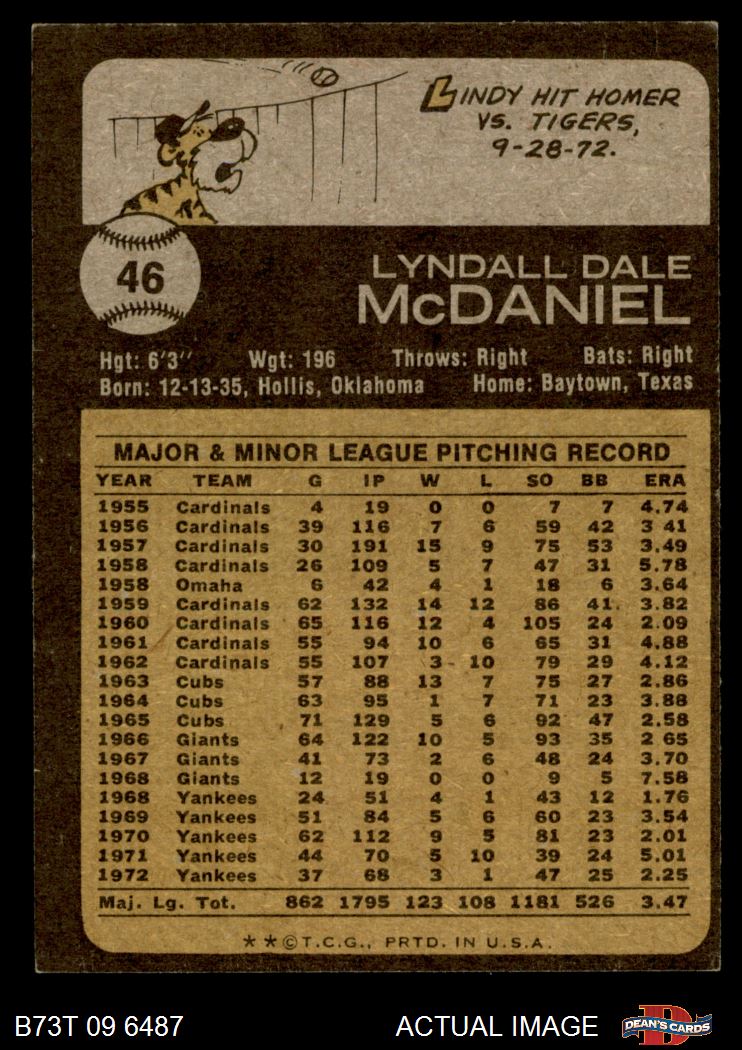 LINDY HIT HOMER
VS. TIGERS,
9-28-72.
46
LYNDALL DALE
McDANIEL
Hgt: 6'3" Wgt: 196 Throws: Right Bats: Right
Born: 12-13-35, Hollis, Oklahoma Home: Baytown, Texas
MAJOR & MINOR LEAGUE PITCHING RECORD
YEAR TEAM G IP W L SO BB ERA
1955 Cardinals 4 19 0 0 7 7 4.74
1956 Cardinals 39 116 7 6 59 42 3 41
1957 Cardinals 30 191 15 9 75 53 3.49
1958 Cardinals 26 109 5 7 47 31 5.78
1958 Omaha 6 42 4 1 18 6 3.64
1959 Cardinals 62 132 14 12 86 41 3.82
1960 Cardinals 65 116 12 4 105 24 2.09
1961 Cardinals 55 94 10 6 65 31 4.88
1962 Cardinals 55 107 3 10 79 29 4.12
1963 Cubs 57 88 13 7 75 27 2.86
1964 Cubs 63 95 1 7 71 23 3.88
1965 Cubs 71 129 5 6 92 47 2.58
1966 Giants 64 122 10 5 93 35 2 65
1967 Giants 41 73 2 6 48 24 3.70
1968 Giants 12 19 0 0 9 5 7.58
1968 Yankees 24 51 4 1 43 12 1.76
1969 Yankees 51 84 5 6 60 23 3.54
1970 Yankees 62 112 9 5 81 23 2.01
1971 Yankees 44 70 5 10 39 24 5.01
1972 Yankees 37 68 3 1 47 25 2.25
Maj. Lg. Tot. 862 1795 123 108 1181 526 3.47
**©T.C.G., PRTD. IN U.S.A.
B73T 09 6487 ACTUAL IMAGE D DEAN'S CARDS